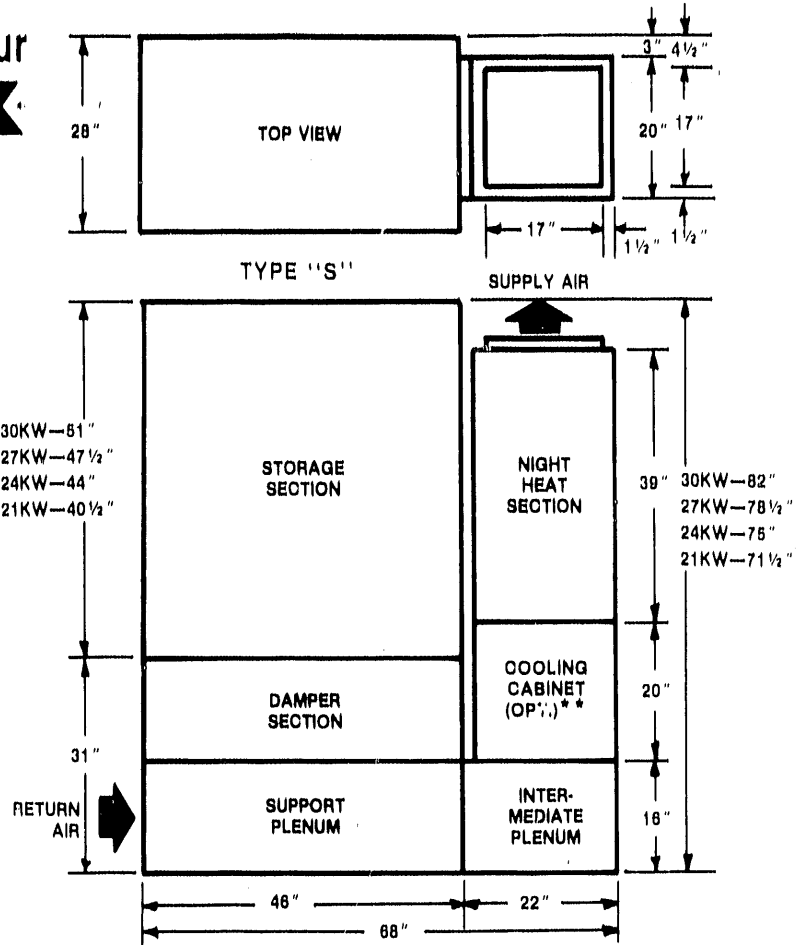 ur
3" 4½"
28"
TOP VIEW
20" 17"
17"
1½" 1½"
TYPE "S"
SUPPLY AIR
30KW—51"
27KW—47½"
24KW—44"
21KW—40½"
STORAGE
SECTION
NIGHT
HEAT
SECTION
39"
30KW—82"
27KW—78½"
24KW—75"
21KW—71½"
DAMPER
SECTION
COOLING
CABINET
(OPT.)**
20"
31"
RETURN
AIR
SUPPORT
PLENUM
INTER-
MEDIATE
PLENUM
16"
46"
22"
68"